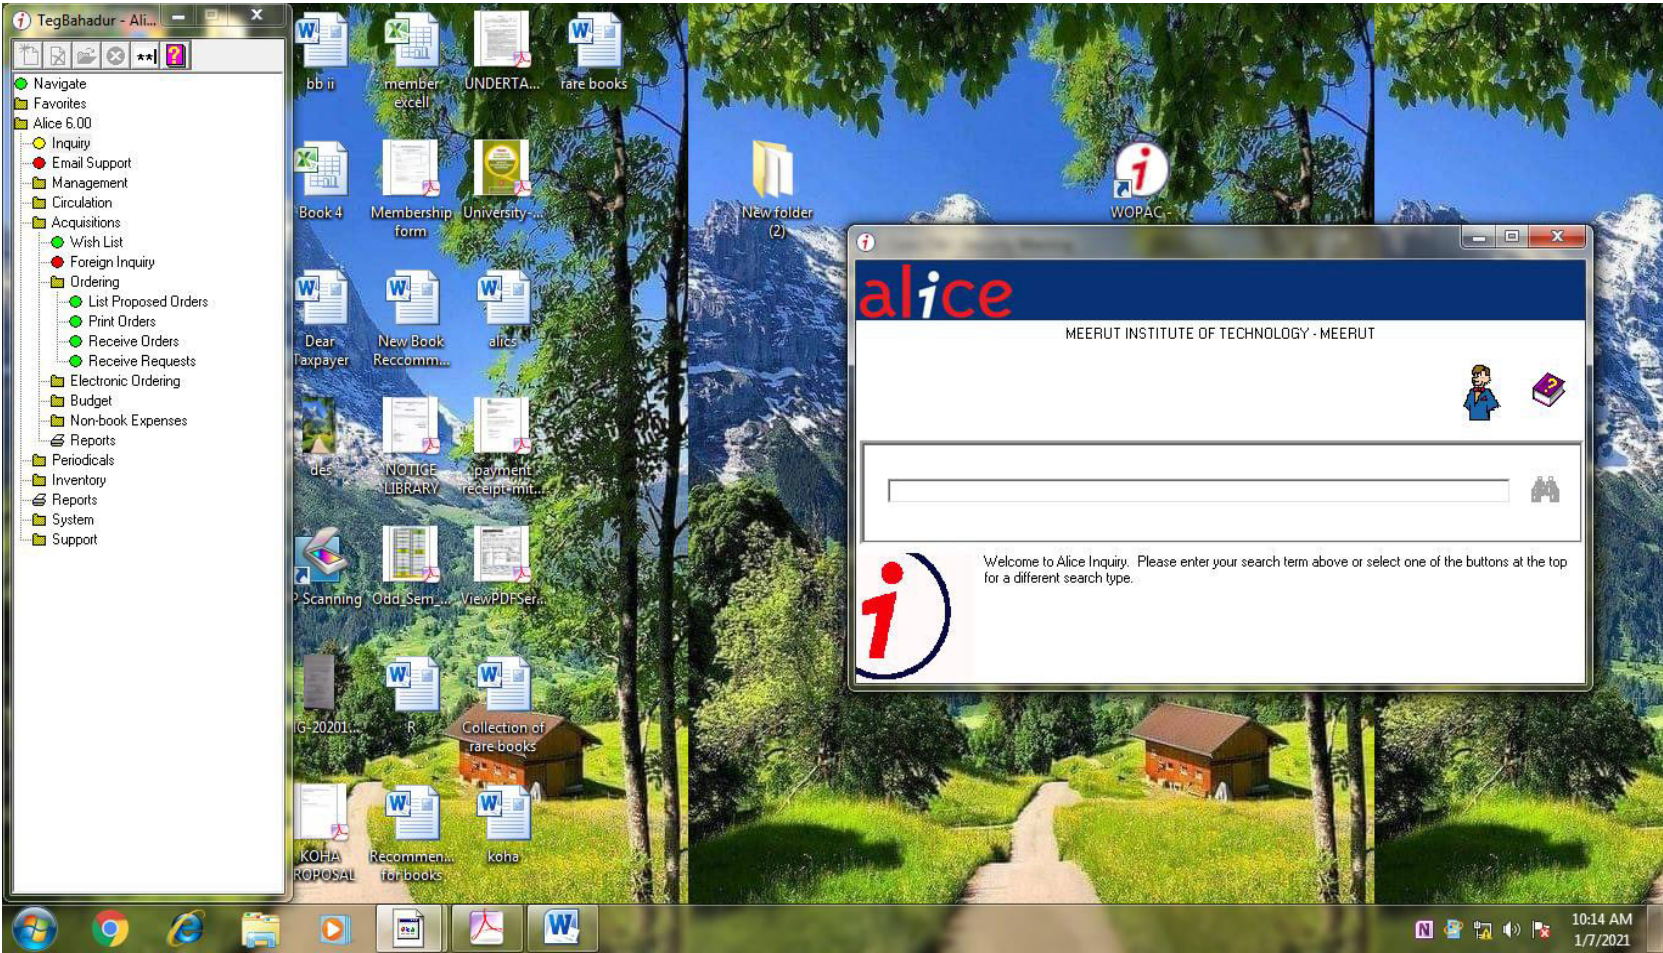 TegBahadur - Ali...
Navigate
Favorites
Alice 6.00
Inquiry
Email Support
Management
Circulation
Acquisitions
Wish List
Foreign Inquiry
Ordering
List Proposed Orders
Print Orders
Receive Orders
Receive Requests
Electronic Ordering
Budget
Non-book Expenses
Reports
Periodicals
Inventory
Reports
System
Support
bb ii
member
excell
UNDERTA...
rare books
Book 4
Membership
form
University-...
Dear
Taxpayer
New Book
Reccomm...
alics
des
NOTICE
LIBRARY
payment
receipt-mit...
P Scanning
Odd_Sem_...
ViewPDFSer...
IG-20201...
R
Collection of
rare books
KOHA
ROPOSAL
Recommen...
for books
koha
New folder
(2)
WOPAC -
alice
MEERUT INSTITUTE OF TECHNOLOGY - MEERUT
Welcome to Alice Inquiry. Please enter your search term above or select one of the buttons at the top
for a different search type.
10:14 AM
1/7/2021